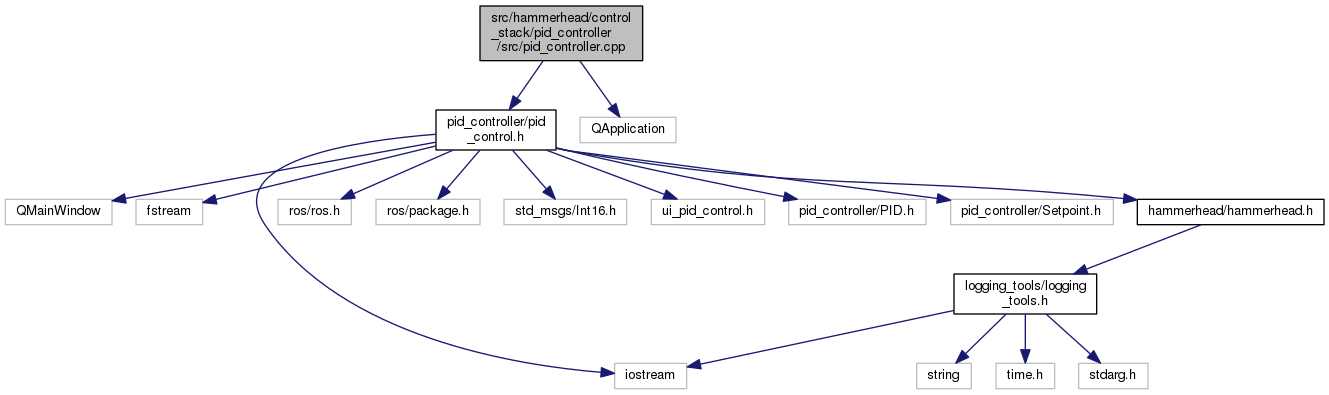 src/hammerhead/control
_stack/pid_controller
/src/pid_controller.cpp
pid_controller/pid
_control.h
QApplication
QMainWindow
fstream
ros/ros.h
ros/package.h
std_msgs/Int16.h
ui_pid_control.h
pid_controller/PID.h
pid_controller/Setpoint.h
hammerhead/hammerhead.h
logging_tools/logging
_tools.h
iostream
string
time.h
stdarg.h